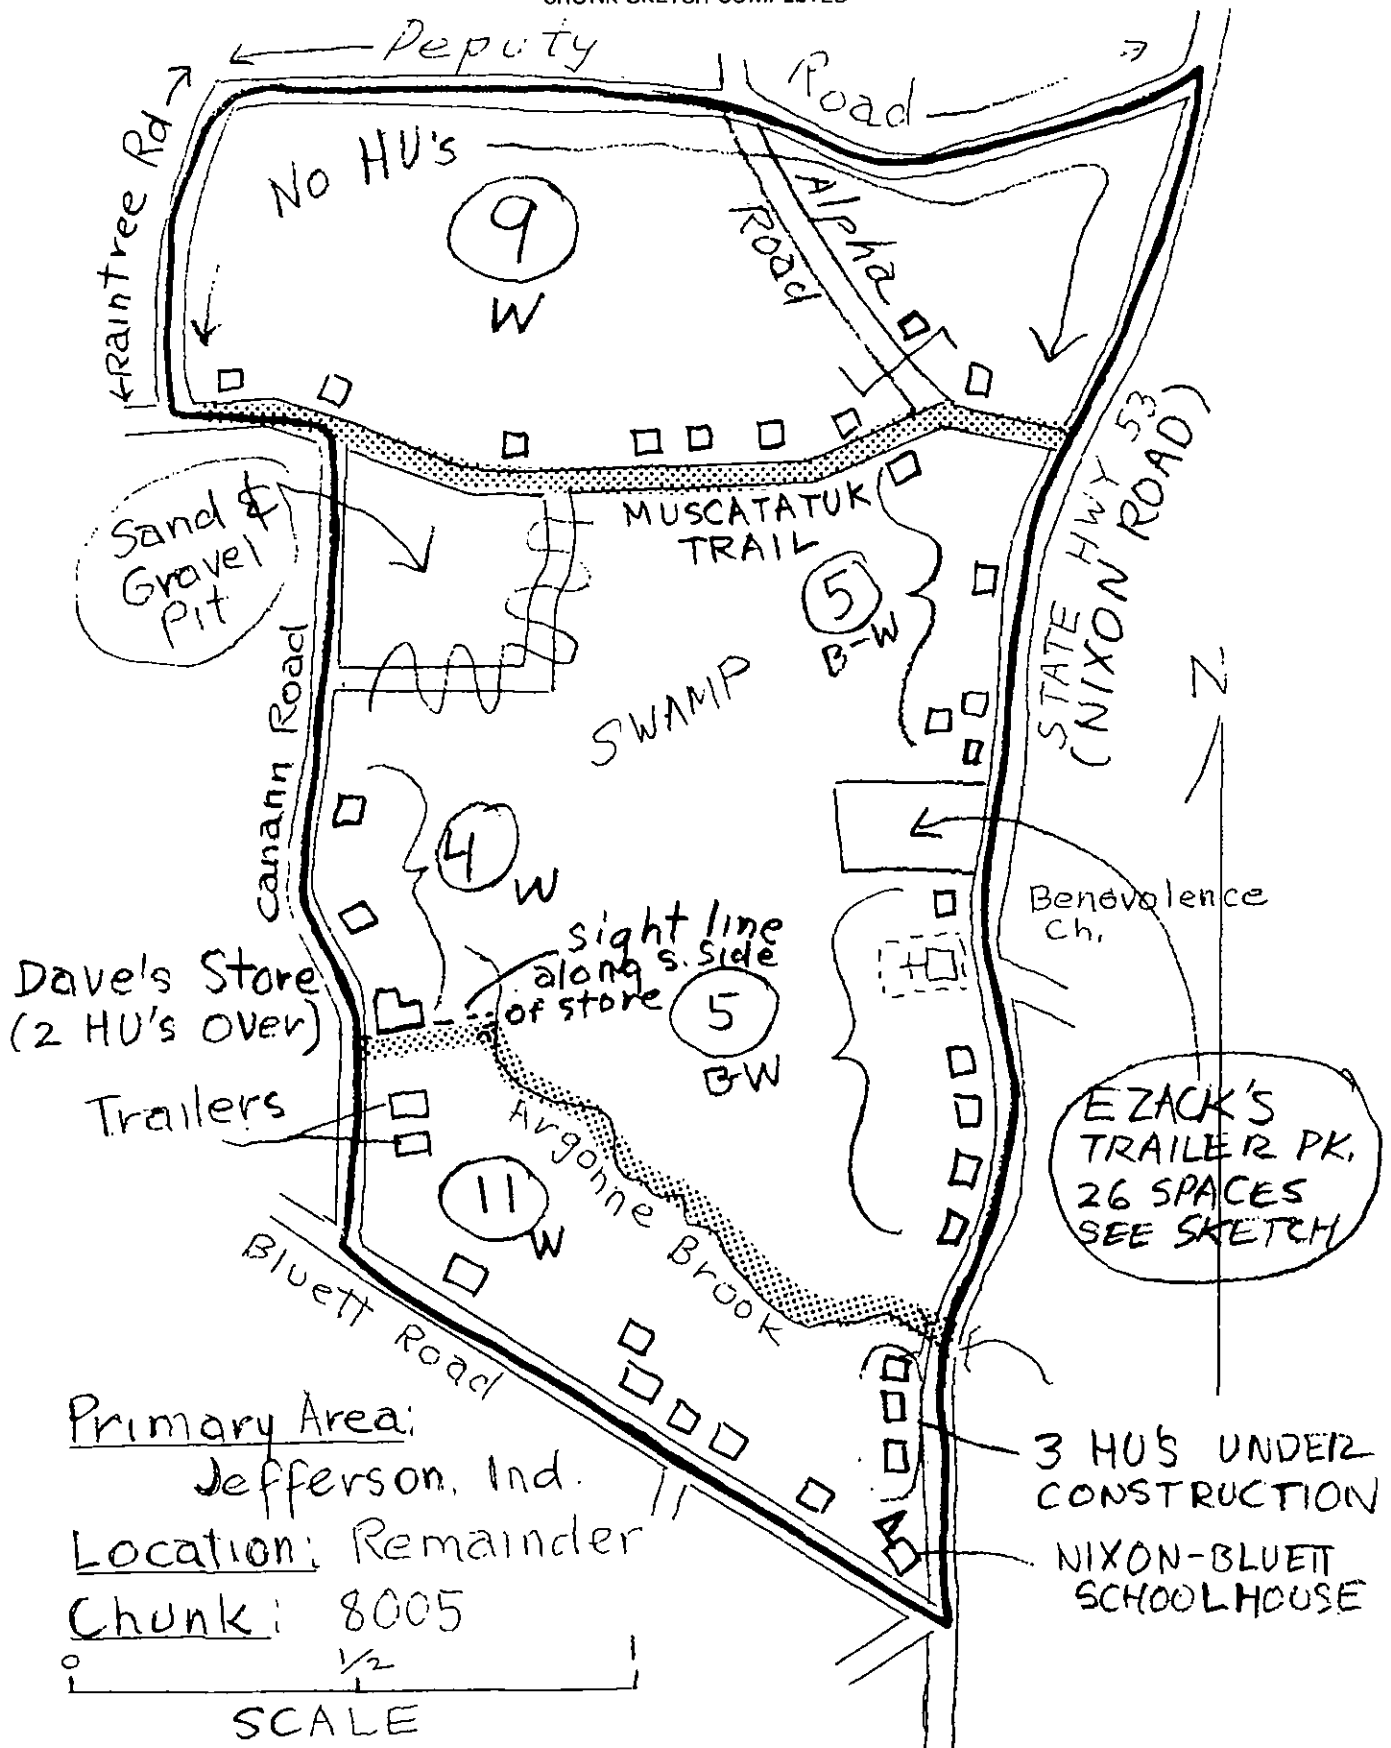 Deputy
Road
Raintree Rd
No HU's
9
W
Alpha
Road
Sand &
Gravel
Pit
MUSCATATUK
TRAIL
5
B-W
STATE HWY 53
(NIXON ROAD)
N
SWAMP
Canann Road
4
W
sight line
along s. side
of store
Benevolence
Ch.
Dave's Store
(2 HU's Over)
5
B-W
Trailers
EZACK'S
TRAILER PK.
26 SPACES
SEE SKETCH
Argonne Brook
11
W
Bluett Road
Primary Area:
Jefferson, Ind.
3 HU'S UNDER
CONSTRUCTION
Location: Remainder
NIXON-BLUETT
SCHOOLHOUSE
Chunk: 8005
0 1/2 1
SCALE